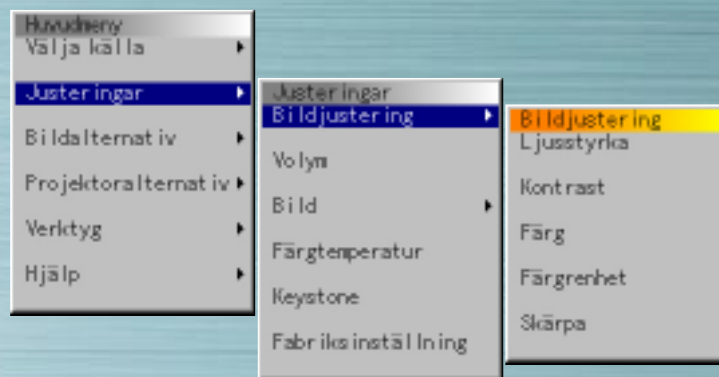 Huvudmeny
Välja källa
Justeringar
Bildalternativ
Projektoralternativ
Verktyg
Hjälp
Justeringar
Bildjustering
Volym
Bild
Färgtemperatur
Keystone
Fabriksinställning
Bildjustering
Ljusstyrka
Kontrast
Färg
Färgrenhet
Skärpa